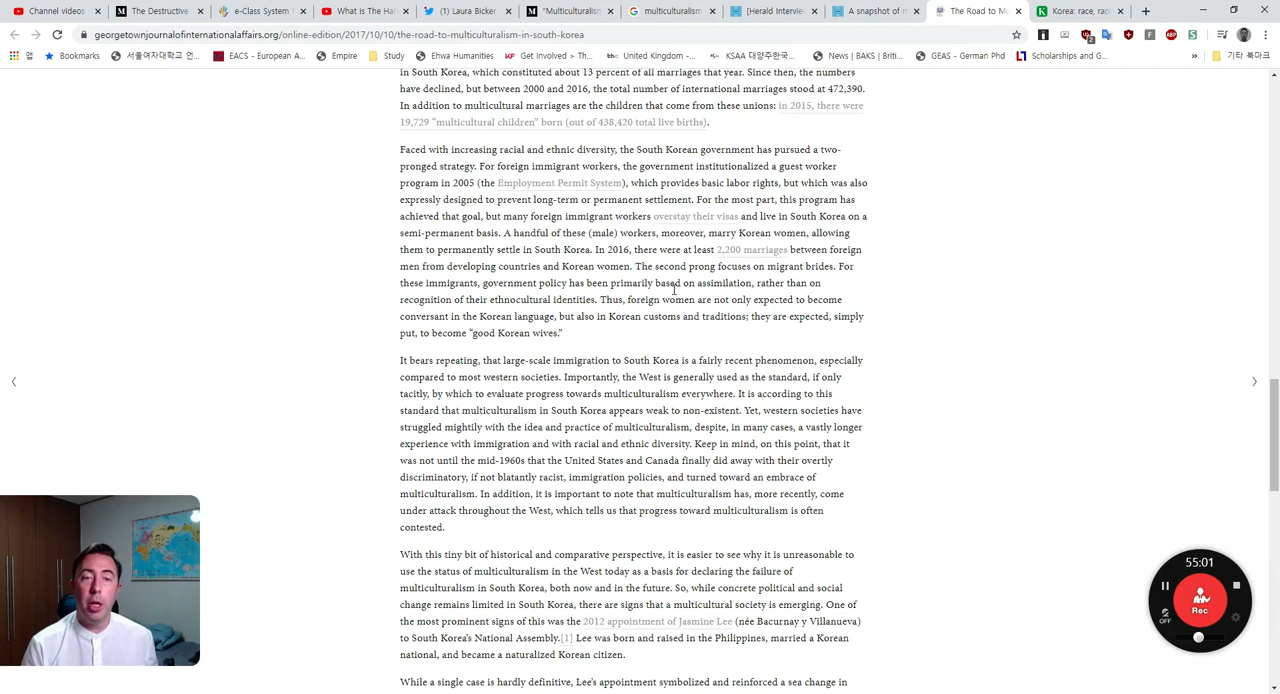 Channel videos
The Destructive
e-Class System
What is The Hal
(1) Laura Bicker
"Multiculturalism
multiculturalism
[Herald Interview
A snapshot of m
The Road to Mu
Korea: race, rac
georgetownjournalofinternationalaffairs.org/online-edition/2017/10/10/the-road-to-multiculturalism-in-south-korea
앱
Bookmarks
서울여자대학교 언...
EACS - European A...
Empire
Study
Ewha Humanities
Get Involved > Th...
United Kingdom -...
KSAA 대양주한국...
News | BAKS | Briti...
GEAS - German Phd
Scholarships and G...
기타 북마크
in South Korea, which constituted about 13 percent of all marriages that year. Since then, the numbers
have declined, but between 2000 and 2016, the total number of international marriages stood at 472,390.
In addition to multicultural marriages are the children that come from these unions: in 2015, there were
19,729 “multicultural children” born (out of 438,420 total live births).
Faced with increasing racial and ethnic diversity, the South Korean government has pursued a two-
pronged strategy. For foreign immigrant workers, the government institutionalized a guest worker
program in 2005 (the Employment Permit System), which provides basic labor rights, but which was also
expressly designed to prevent long-term or permanent settlement. For the most part, this program has
achieved that goal, but many foreign immigrant workers overstay their visas and live in South Korea on a
semi-permanent basis. A handful of these (male) workers, moreover, marry Korean women, allowing
them to permanently settle in South Korea. In 2016, there were at least 2,200 marriages between foreign
men from developing countries and Korean women. The second prong focuses on migrant brides. For
these immigrants, government policy has been primarily based on assimilation, rather than on
recognition of their ethnocultural identities. Thus, foreign women are not only expected to become
conversant in the Korean language, but also in Korean customs and traditions; they are expected, simply
put, to become “good Korean wives.”
It bears repeating, that large-scale immigration to South Korea is a fairly recent phenomenon, especially
compared to most western societies. Importantly, the West is generally used as the standard, if only
tacitly, by which to evaluate progress towards multiculturalism everywhere. It is according to this
standard that multiculturalism in South Korea appears weak to non-existent. Yet, western societies have
struggled mightily with the idea and practice of multiculturalism, despite, in many cases, a vastly longer
experience with immigration and with racial and ethnic diversity. Keep in mind, on this point, that it
was not until the mid-1960s that the United States and Canada finally did away with their overtly
discriminatory, if not blatantly racist, immigration policies, and turned toward an embrace of
multiculturalism. In addition, it is important to note that multiculturalism has, more recently, come
under attack throughout the West, which tells us that progress toward multiculturalism is often
contested.
With this tiny bit of historical and comparative perspective, it is easier to see why it is unreasonable to
use the status of multiculturalism in the West today as a basis for declaring the failure of
multiculturalism in South Korea, both now and in the future. So, while concrete political and social
change remains limited in South Korea, there are signs that a multicultural society is emerging. One of
the most prominent signs of this was the 2012 appointment of Jasmine Lee (née Bacurnay y Villanueva)
to South Korea’s National Assembly.[1] Lee was born and raised in the Philippines, married a Korean
national, and became a naturalized Korean citizen.
While a single case is hardly definitive, Lee’s appointment symbolized and reinforced a sea change in
55:01
Rec
OFF